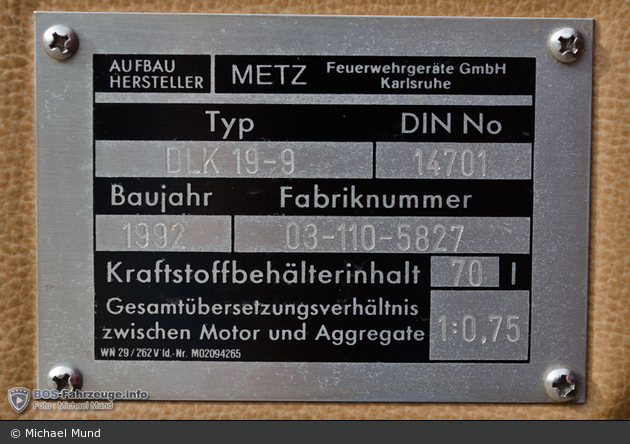 AUFBAU HERSTELLER METZ Feuerwehrgeräte GmbH Karlsruhe
Typ DIN No
DLK 19-9 14701
Baujahr Fabriknummer
1992 03-110-5827
Kraftstoffbehälterinhalt 70 l
Gesamtübersetzungsverhältnis
zwischen Motor und Aggregate 1:0,75
WN 29/262 V Id.-Nr. M02094265
BOS-Fahrzeuge.info
Foto: Michael Mund
© Michael Mund